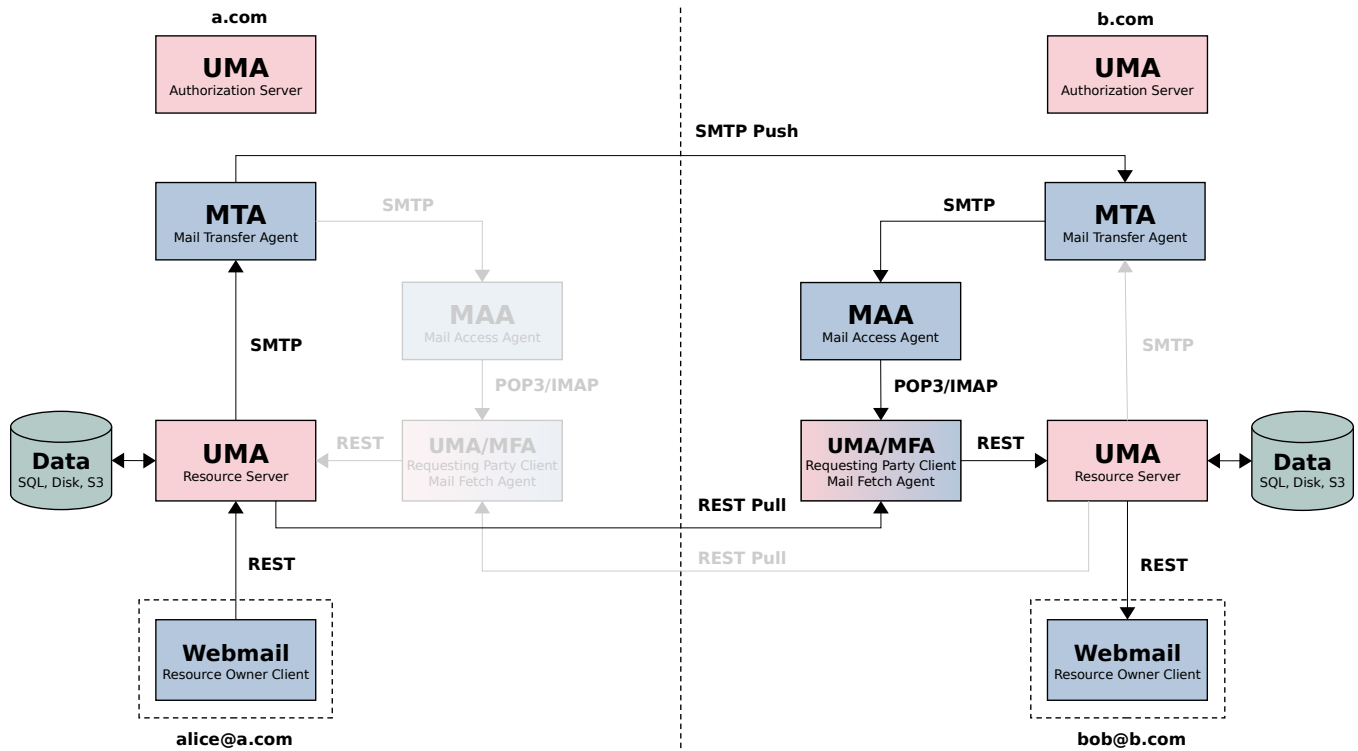 a.com
b.com
UMA
Authorization Server
UMA
Authorization Server
SMTP Push
MTA
Mail Transfer Agent
SMTP
SMTP
MTA
Mail Transfer Agent
MAA
Mail Access Agent
MAA
Mail Access Agent
SMTP
SMTP
POP3/IMAP
POP3/IMAP
Data
SQL, Disk, S3
UMA
Resource Server
REST
UMA/MFA
Requesting Party Client
Mail Fetch Agent
UMA/MFA
Requesting Party Client
Mail Fetch Agent
REST
UMA
Resource Server
Data
SQL, Disk, S3
REST Pull
REST Pull
REST
REST
Webmail
Resource Owner Client
Webmail
Resource Owner Client
alice@a.com
bob@b.com